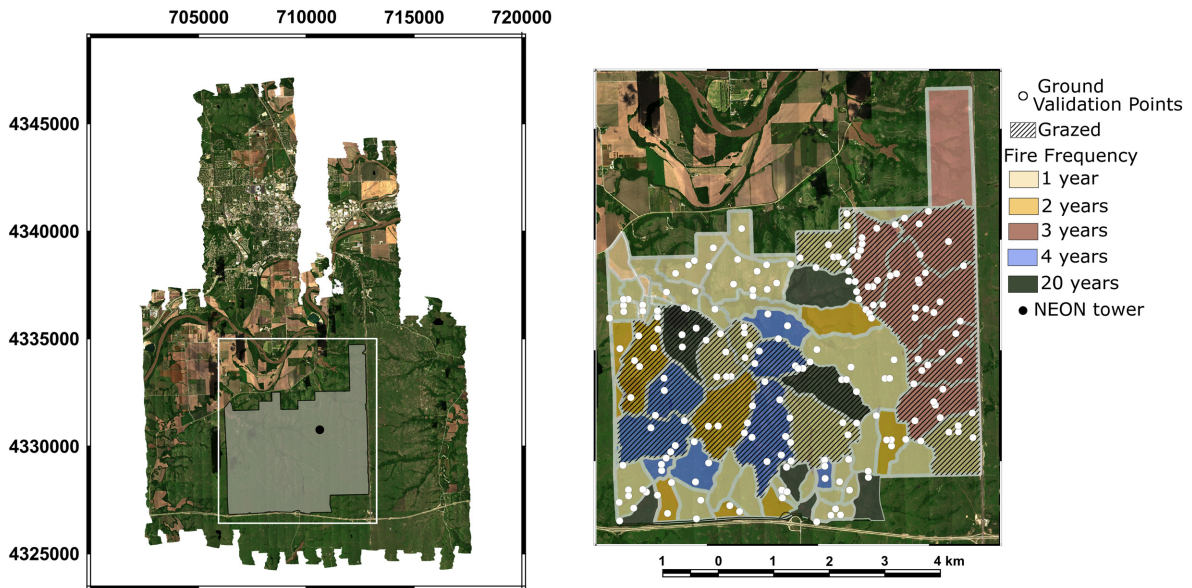 705000 710000 715000 720000
4345000
4340000
4335000
4330000
4325000
Ground
Validation Points
Grazed
Fire Frequency
1 year
2 years
3 years
4 years
20 years
NEON tower
1 0 1 2 3 4 km